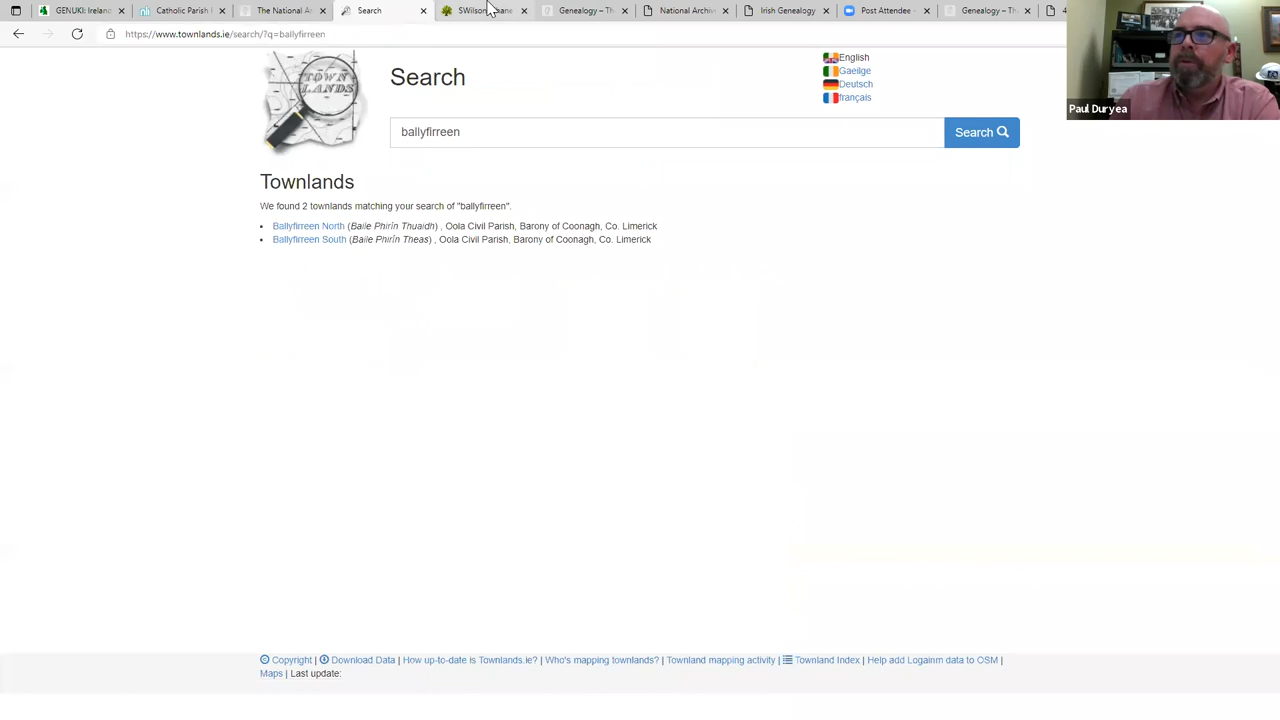 GENUKI: Ireland
Catholic Parish
The National Ar
Search
SWilson
Genealogy – Th
National Archiv
Irish Genealogy
Post Attendee -
Genealogy – Th
4
https://www.townlands.ie/search/?q=ballyfirreen
TOWN
LANDS
Search
English
Gaeilge
Deutsch
français
Paul Duryea
ballyfirreen
Search
Townlands
We found 2 townlands matching your search of "ballyfirreen".
• Ballyfirreen North (Baile Phirín Thuaidh) , Oola Civil Parish, Barony of Coonagh, Co. Limerick
• Ballyfirreen South (Baile Phirín Theas) , Oola Civil Parish, Barony of Coonagh, Co. Limerick
Copyright | Download Data | How up-to-date is Townlands.ie? | Who's mapping townlands? | Townland mapping activity | Townland Index | Help add Logainm data to OSM |
Maps | Last update: